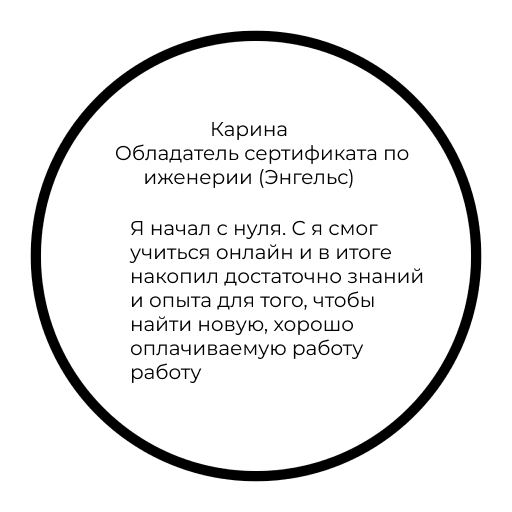 Карина
Обладатель сертификата по
иженерии (Энгельс)
Я начал с нуля. С я смог
учиться онлайн и в итоге
накопил достаточно знаний
и опыта для того, чтобы
найти новую, хорошо
оплачиваемую работу
работу